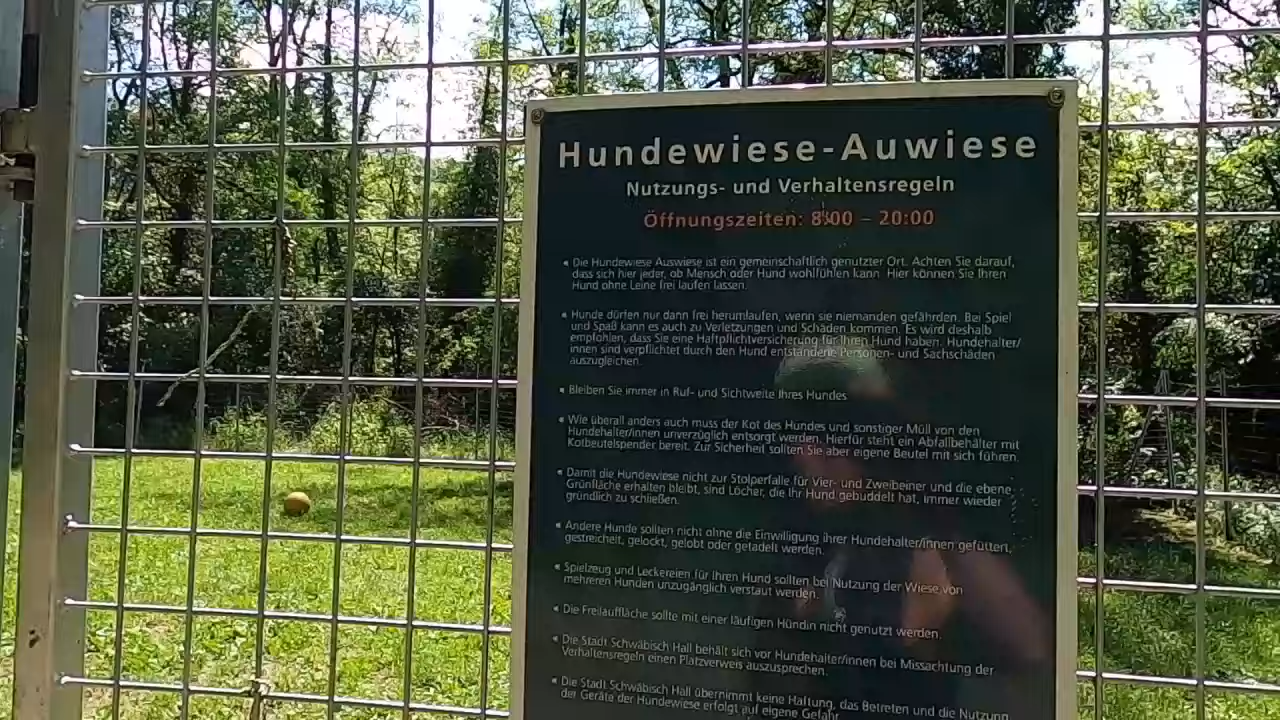 Hundewiese-Auwiese
Nutzungs- und Verhaltensregeln
Öffnungszeiten: 8:00 – 20:00
• Die Hundewiese Auswiese ist ein gemeinschaftlich genutzter Ort. Achten Sie darauf,
dass sich hier jeder, ob Mensch oder Hund wohlfühlen kann. Hier können Sie Ihren
Hund ohne Leine frei laufen lassen.
• Hunde dürfen nur dann frei herumlaufen, wenn sie niemanden gefährden. Bei Spiel
und Spaß kann es auch zu Verletzungen und Schäden kommen. Es wird deshalb
empfohlen, dass Sie eine Haftpflichtversicherung für Ihren Hund haben. Hundehalter/
innen sind verpflichtet durch den Hund entstandene Personen- und Sachschäden
auszugleichen.
• Bleiben Sie immer in Ruf- und Sichtweite Ihres Hundes.
• Wie überall anders auch muss der Kot des Hundes und sonstiger Müll von den
Hundehalter/innen unverzüglich entsorgt werden. Hierfür steht ein Abfallbehälter mit
Kotbeutelspender bereit. Zur Sicherheit sollten Sie aber eigene Beutel mit sich führen.
• Damit die Hundewiese nicht zur Stolperfalle für Vier- und Zweibeiner und die ebene
Grünfläche erhalten bleibt, sind Löcher, die Ihr Hund gebuddelt hat, immer wieder
gründlich zu schließen.
• Andere Hunde sollten nicht ohne die Einwilligung ihrer Hundehalter/innen gefüttert,
gestreichelt, gelockt, gelobt oder getadelt werden.
• Spielzeug und Leckereien für Ihren Hund sollten bei Nutzung der Wiese von
mehreren Hunden unzugänglich verstaut werden.
• Die Freilauffläche sollte mit einer läufigen Hündin nicht genutzt werden.
• Die Stadt Schwäbisch Hall behält sich vor Hundehalter/innen bei Missachtung der
Verhaltensregeln einen Platzverweis auszusprechen.
• Die Stadt Schwäbisch Hall übernimmt keine Haftung, das Betreten und die Nutzung
der Geräte der Hundewiese erfolgt auf eigene Gefahr.